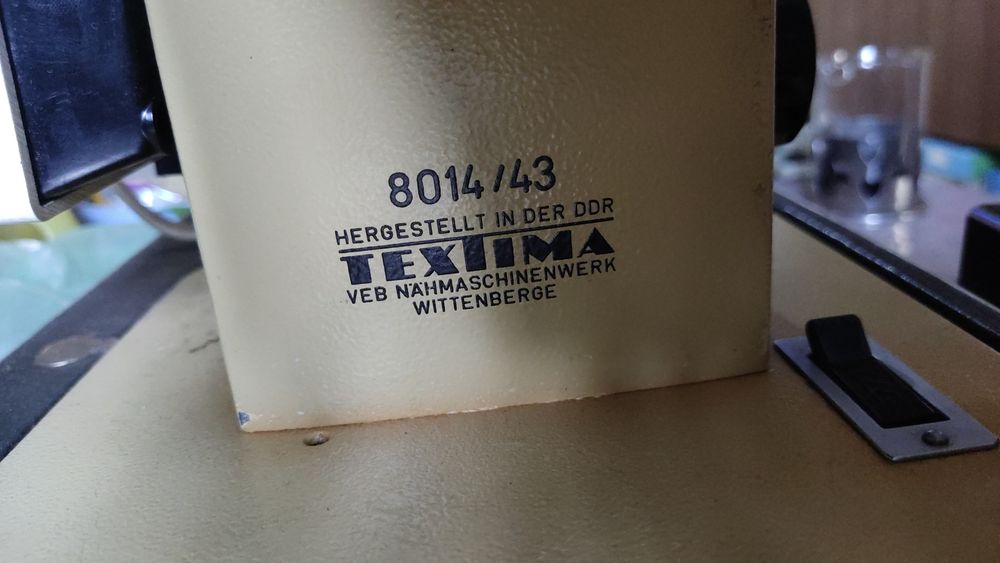 8014/43
HERGESTELLT IN DER DDR
TEXTIMA
VEB NÄHMASCHINENWERK
WITTENBERGE